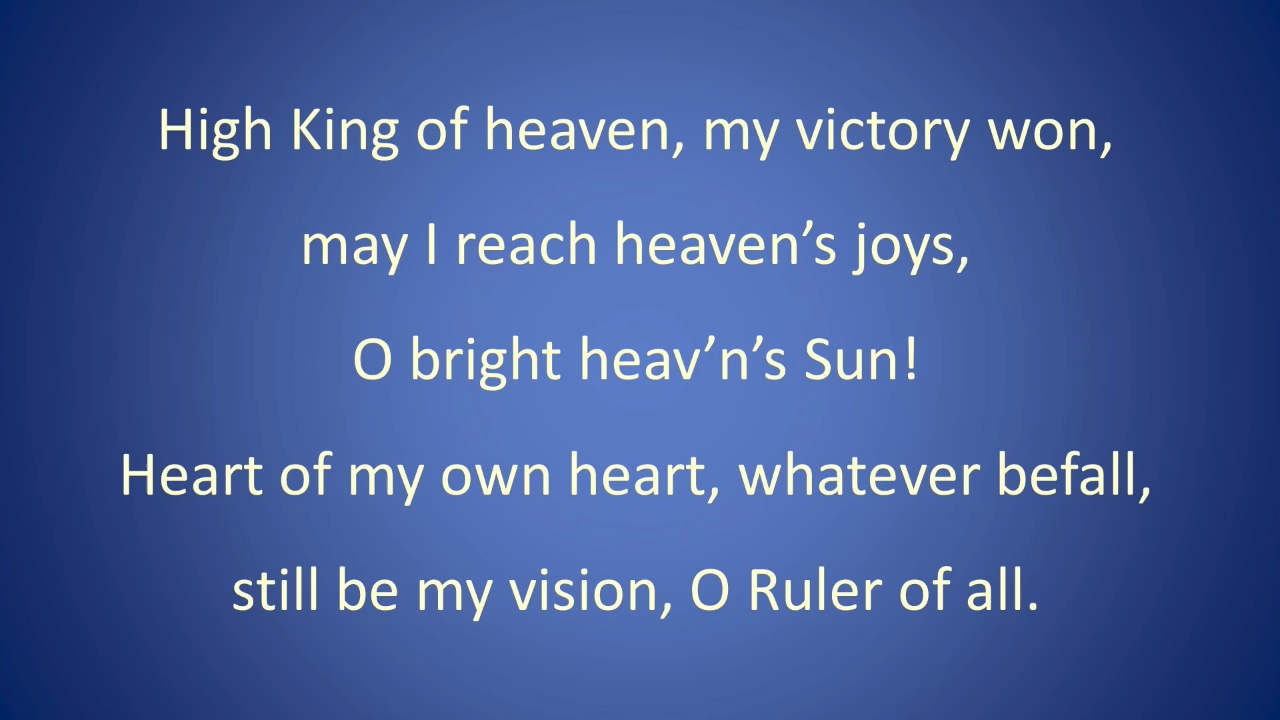 High King of heaven, my victory won,
may I reach heaven’s joys,
O bright heav’n’s Sun!
Heart of my own heart, whatever befall,
still be my vision, O Ruler of all.